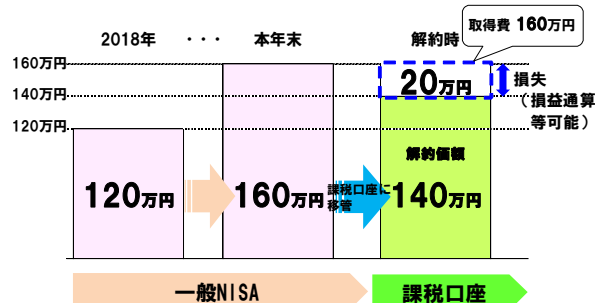 取得費 160万円
2018年 ・・・ 本年末 解約時
160万円
20万円
損失
140万円
（損益通算
等可能）
120万円
解約価額
120万円
160万円
課税口座に
移管
140万円
一般NISA
課税口座